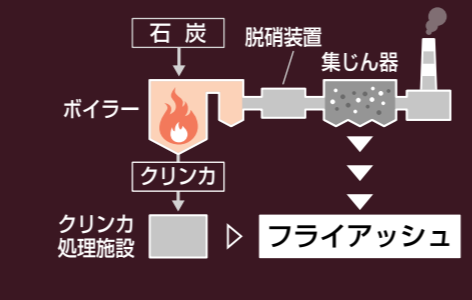 石炭
脱硝装置
集じん器
ボイラー
クリンカ
クリンカ
処理施設
フライアッシュ